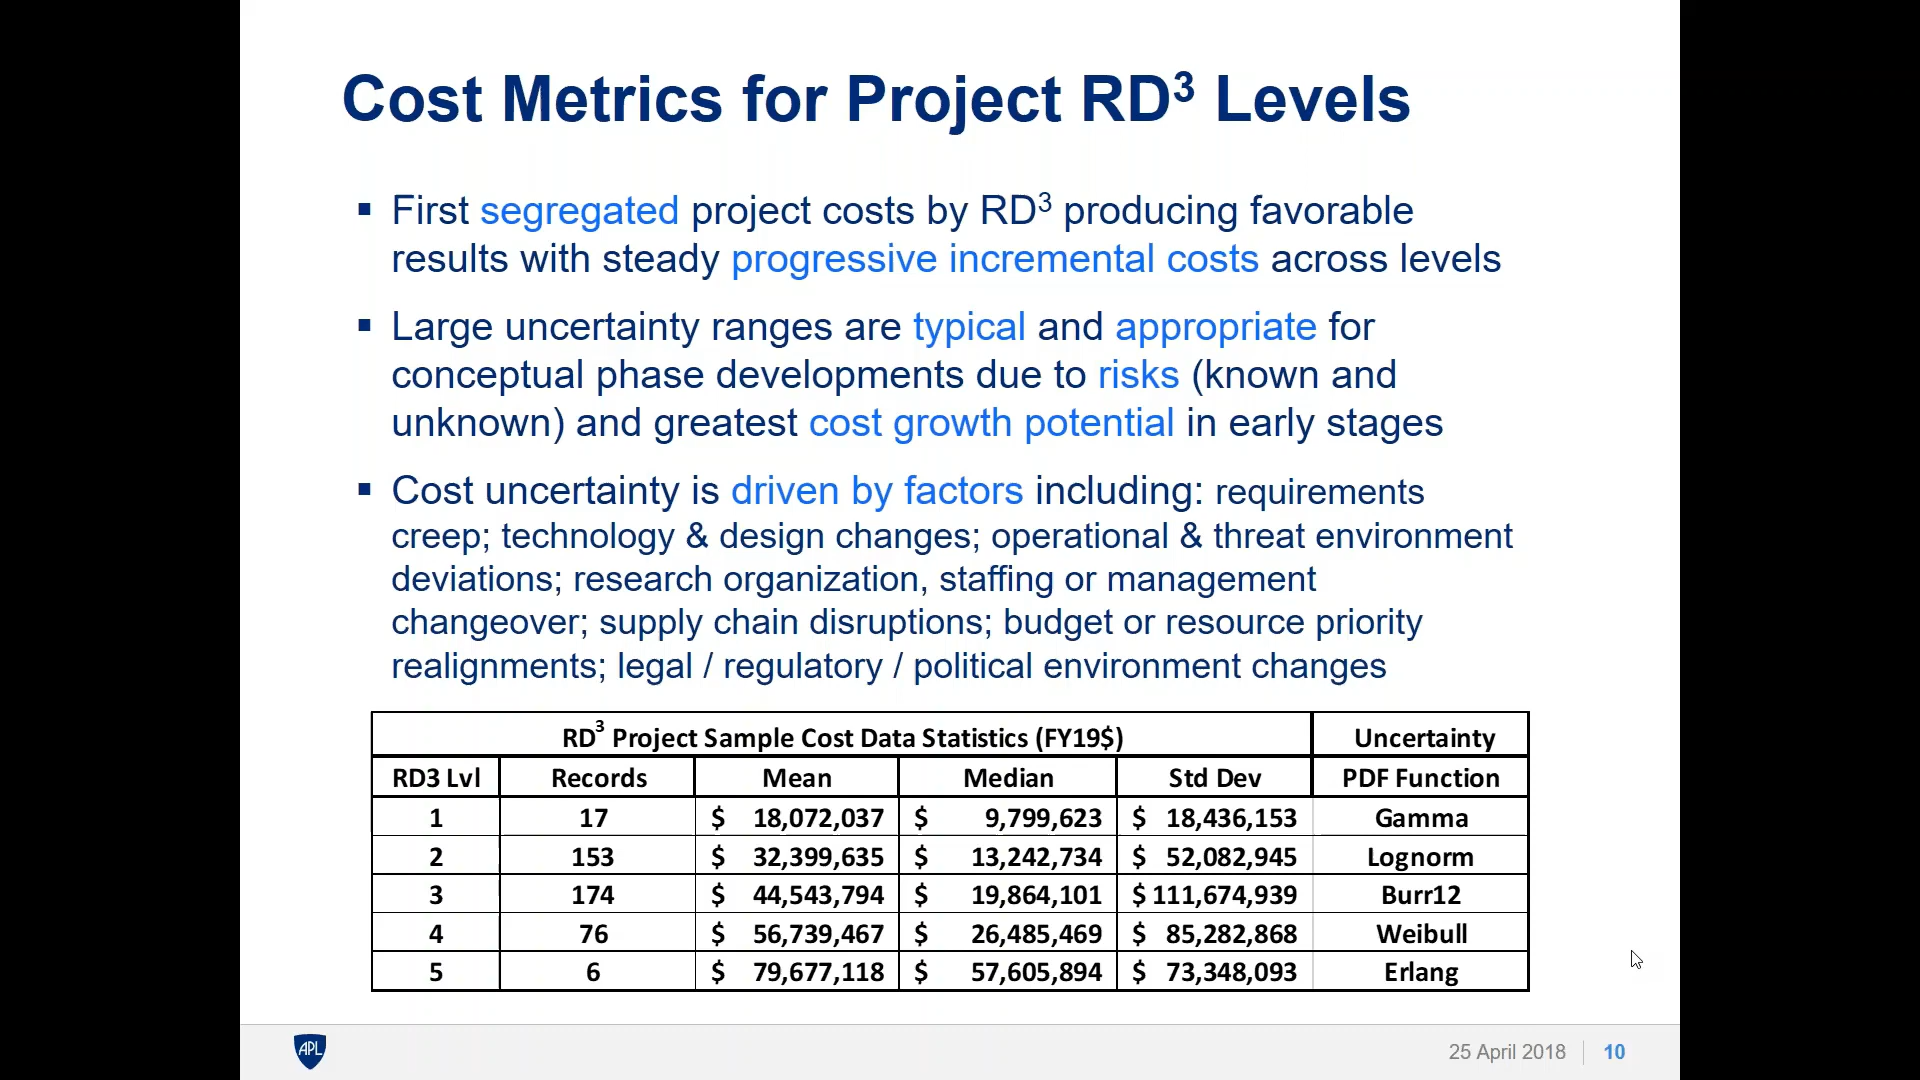 Cost Metrics for Project RD³ Levels
▪ First segregated project costs by RD³ producing favorable
results with steady progressive incremental costs across levels
▪ Large uncertainty ranges are typical and appropriate for
conceptual phase developments due to risks (known and
unknown) and greatest cost growth potential in early stages
▪ Cost uncertainty is driven by factors including: requirements
creep; technology & design changes; operational & threat environment
deviations; research organization, staffing or management
changeover; supply chain disruptions; budget or resource priority
realignments; legal / regulatory / political environment changes
RD³ Project Sample Cost Data Statistics (FY19$) Uncertainty
RD3 Lvl Records Mean Median Std Dev PDF Function
1 17 $ 18,072,037 $ 9,799,623 $ 18,436,153 Gamma
2 153 $ 32,399,635 $ 13,242,734 $ 52,082,945 Lognorm
3 174 $ 44,543,794 $ 19,864,101 $ 111,674,939 Burr12
4 76 $ 56,739,467 $ 26,485,469 $ 85,282,868 Weibull
5 6 $ 79,677,118 $ 57,605,894 $ 73,348,093 Erlang
APL 25 April 2018 10